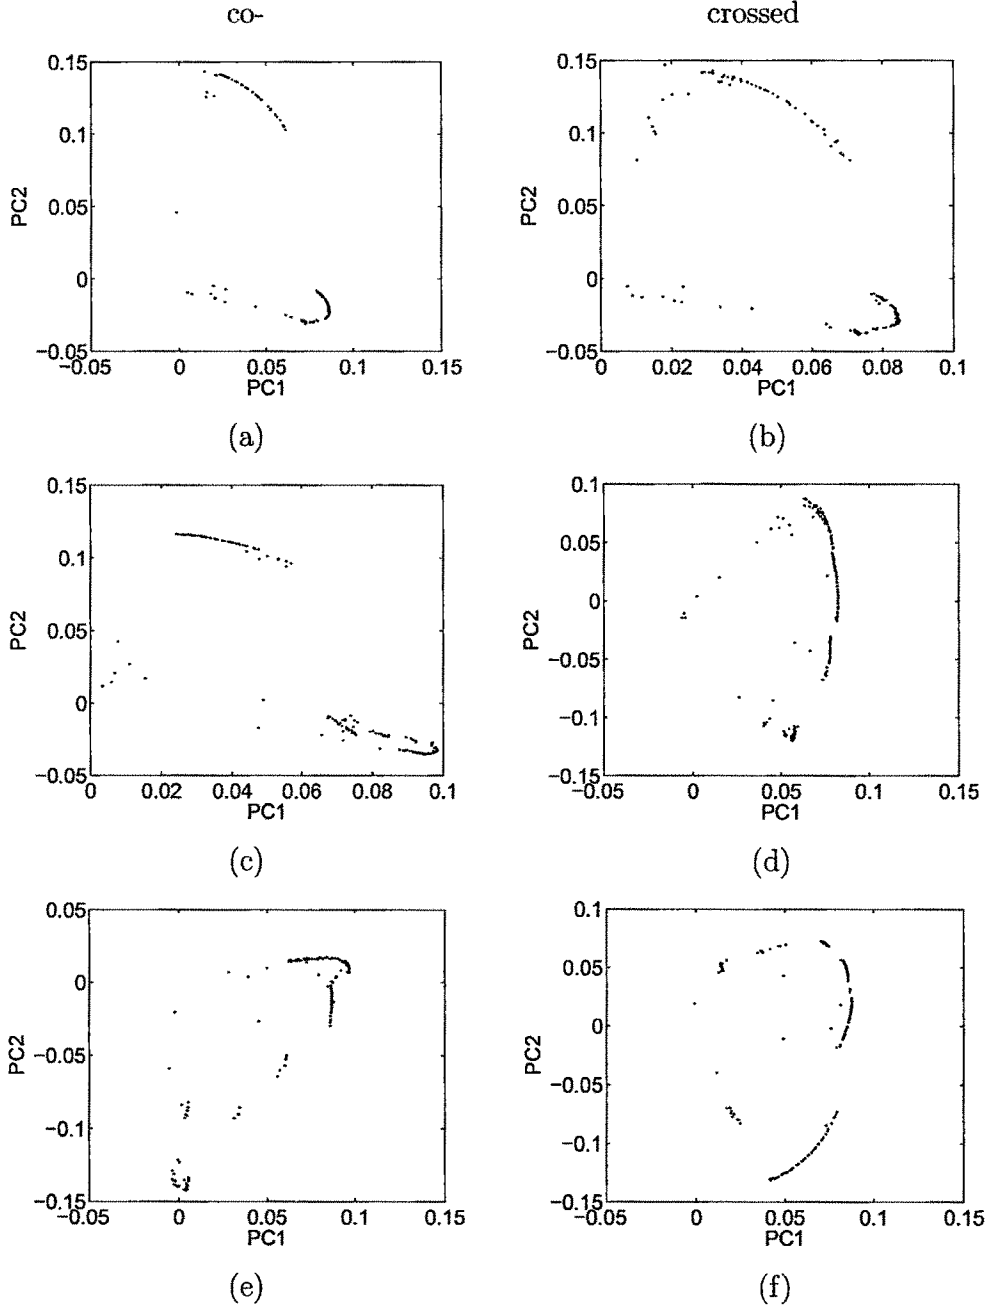 co- crossed
0.15 0.15
0.1 0.1
PC2 0.05 PC2 0.05
0 0
−0.05 −0.05
−0.05 0 0.05 0.1 0.15 0 0.02 0.04 0.06 0.08 0.1
PC1 PC1
(a) (b)
0.15 0.1
0.1 0.05
PC2 0.05 PC2 0
−0.05
0 −0.1
−0.05 −0.15
0 0.02 0.04 0.06 0.08 0.1 −0.05 0 0.05 0.1 0.15
PC1 PC1
(c) (d)
0.05 0.1
0 0.05
PC2 −0.05 PC2 0
−0.05
−0.1 −0.1
−0.15 −0.15
−0.05 0 0.05 0.1 0.15 −0.05 0 0.05 0.1 0.15
PC1 PC1
(e) (f)